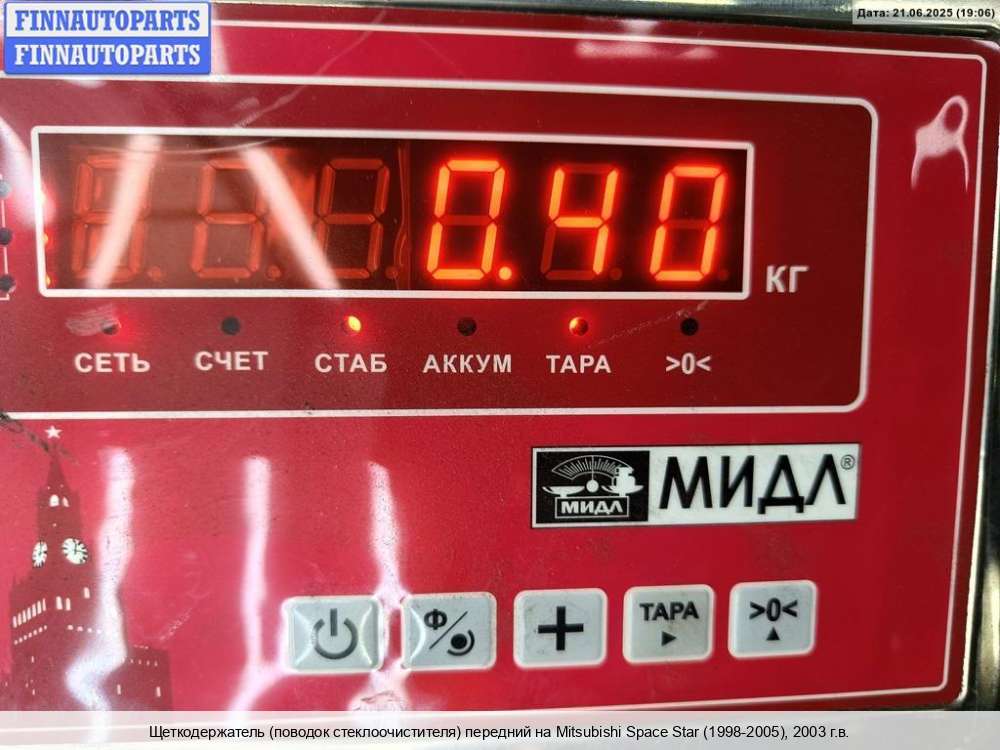 FINNAUTOPARTS
FINNAUTOPARTS
Дата: 21.06.2025 (19:06)
0.40
КГ
СЕТЬ СЧЕТ СТАБ АККУМ ТАРА >0<
МИДЛ
МИДЛ®
Ф
+
ТАРА
>0<
Щеткодержатель (поводок стеклоочистителя) передний на Mitsubishi Space Star (1998-2005), 2003 г.в.